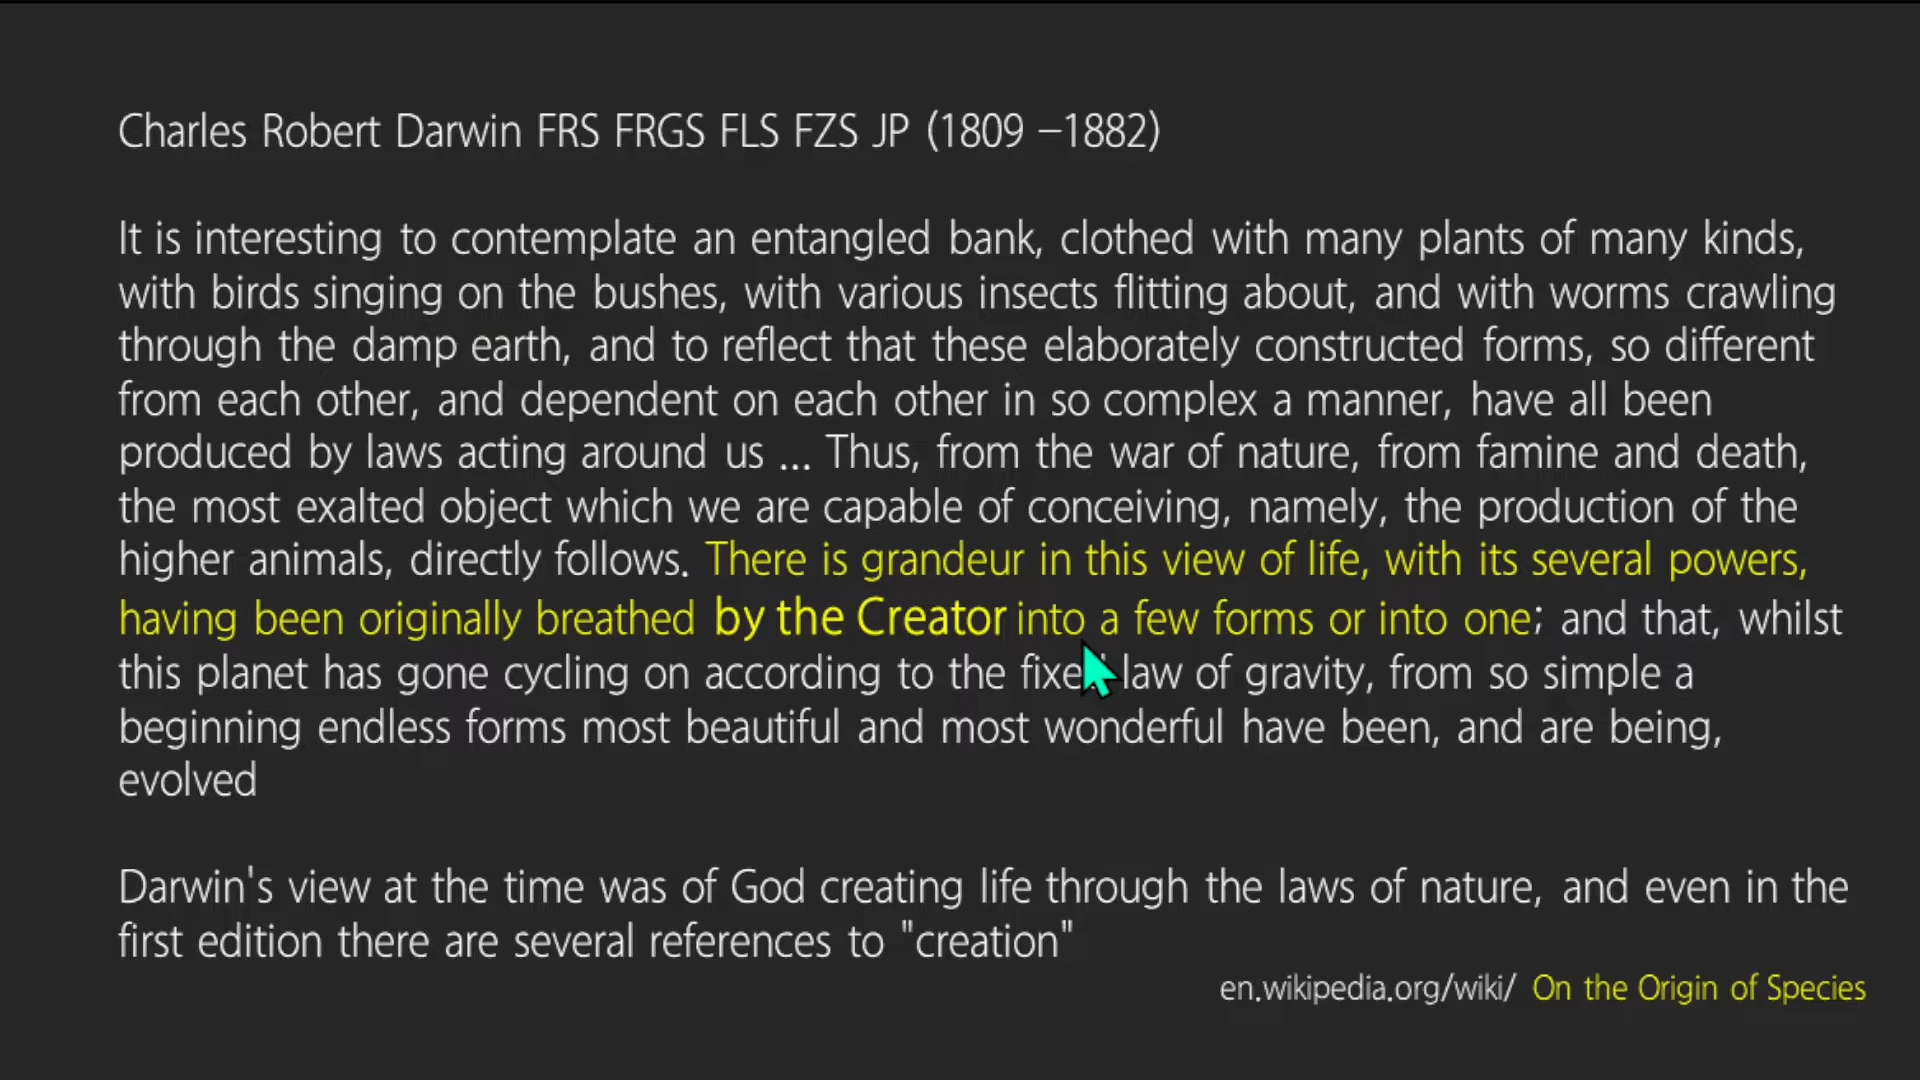 Charles Robert Darwin FRS FRGS FLS FZS JP (1809 –1882)
It is interesting to contemplate an entangled bank, clothed with many plants of many kinds,
with birds singing on the bushes, with various insects flitting about, and with worms crawling
through the damp earth, and to reflect that these elaborately constructed forms, so different
from each other, and dependent on each other in so complex a manner, have all been
produced by laws acting around us ... Thus, from the war of nature, from famine and death,
the most exalted object which we are capable of conceiving, namely, the production of the
higher animals, directly follows. There is grandeur in this view of life, with its several powers,
having been originally breathed by the Creator into a few forms or into one; and that, whilst
this planet has gone cycling on according to the fixed law of gravity, from so simple a
beginning endless forms most beautiful and most wonderful have been, and are being,
evolved
Darwin's view at the time was of God creating life through the laws of nature, and even in the
first edition there are several references to "creation"
en.wikipedia.org/wiki/ On the Origin of Species